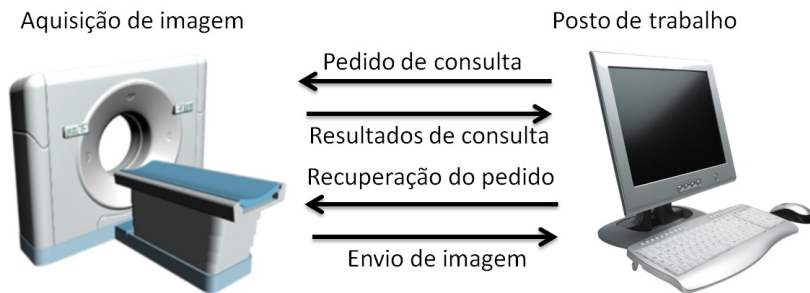 Aquisição de imagem
Posto de trabalho
Pedido de consulta
Resultados de consulta
Recuperação do pedido
Envio de imagem